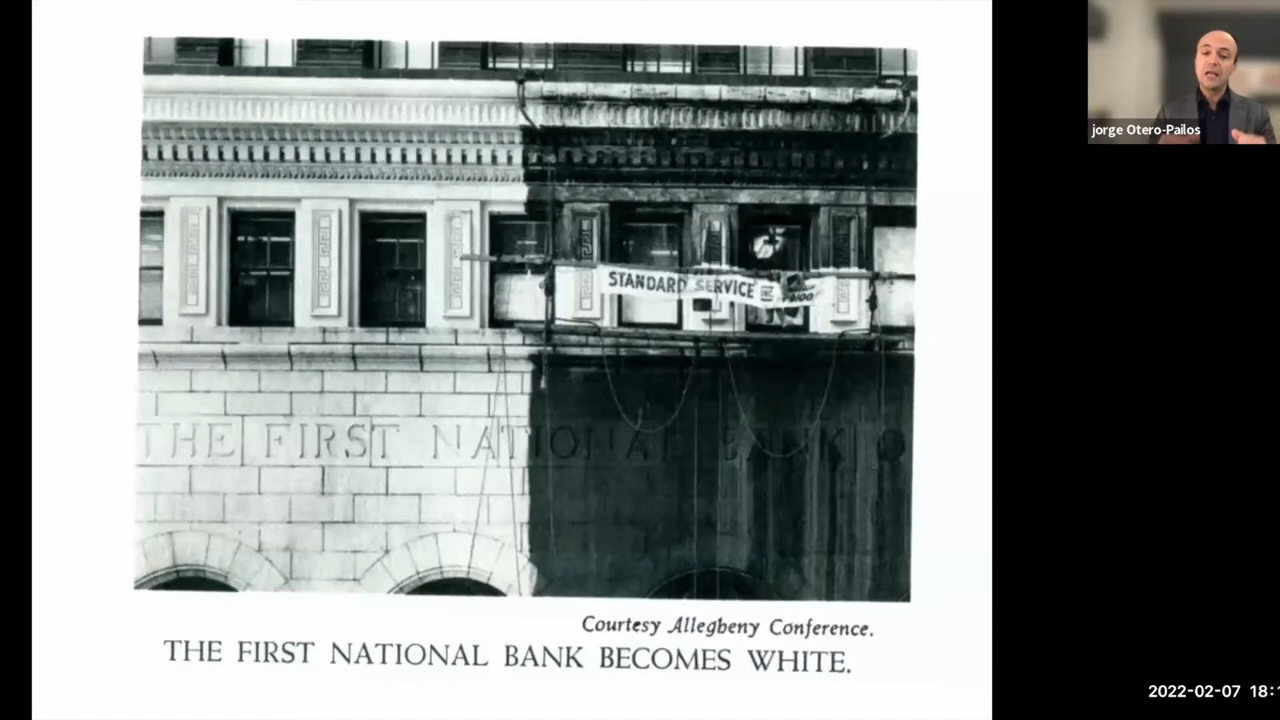 jorge Otero-Pailos
STANDARD SERVICE
THE FIRST NATIONAL BANK
Courtesy Allegheny Conference.
THE FIRST NATIONAL BANK BECOMES WHITE.
2022-02-07 18:1